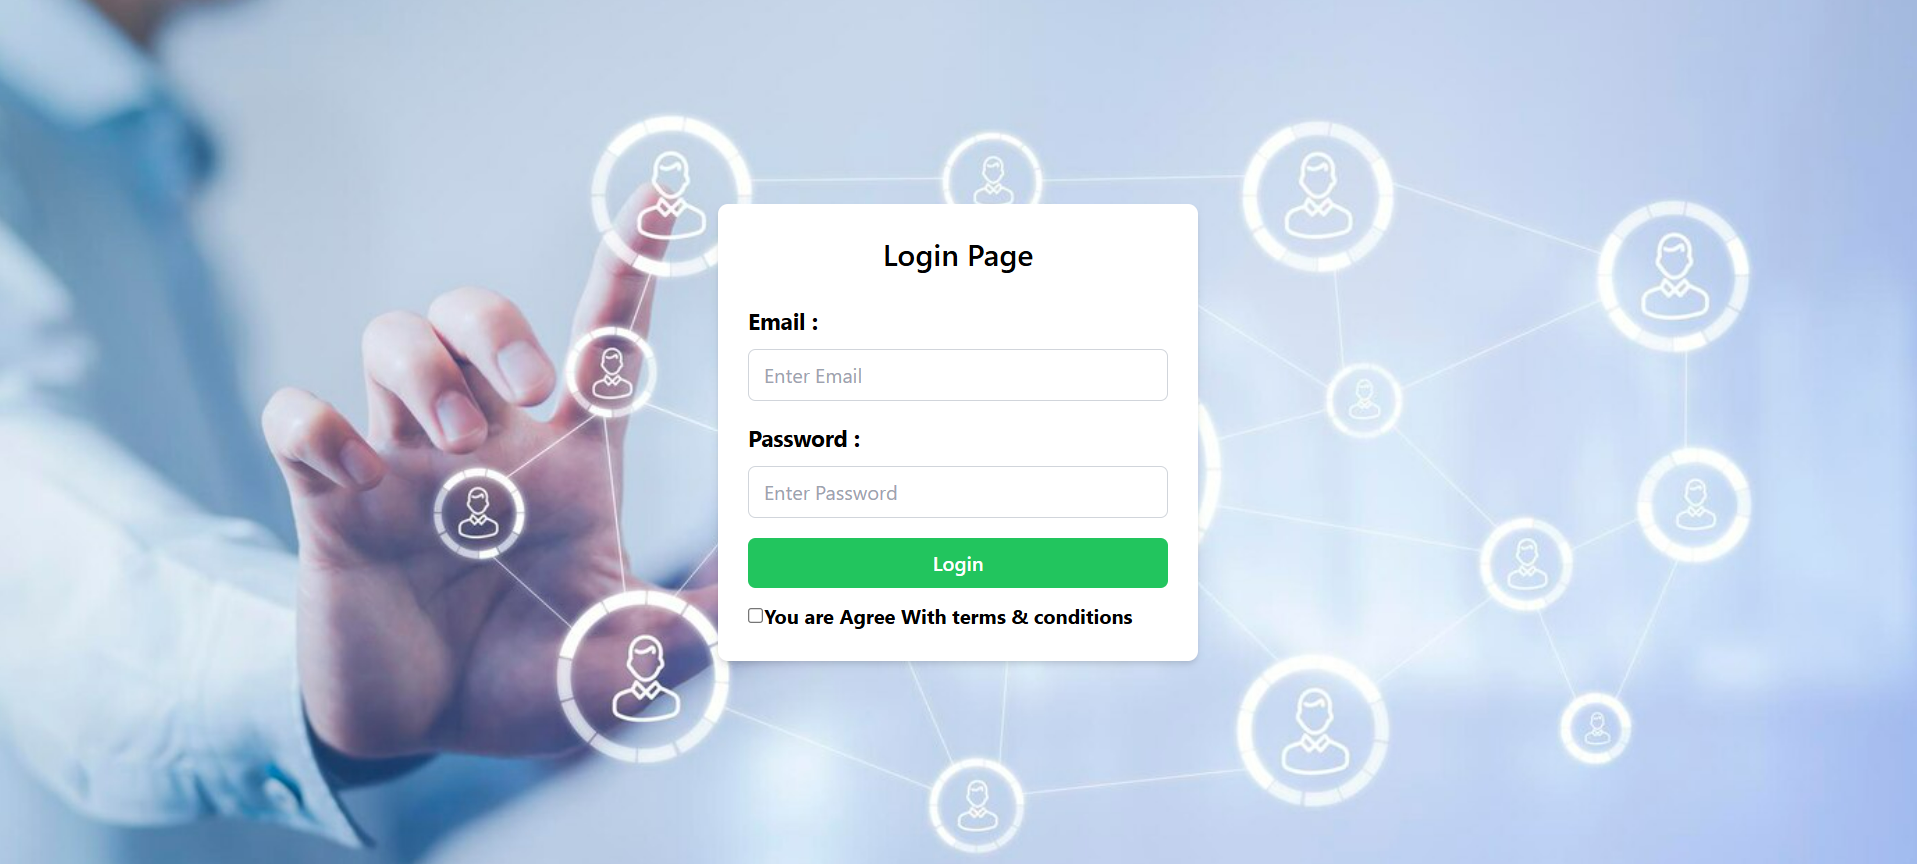 Login Page
Email :
Enter Email
Password :
Enter Password
Login
You are Agree With terms & conditions